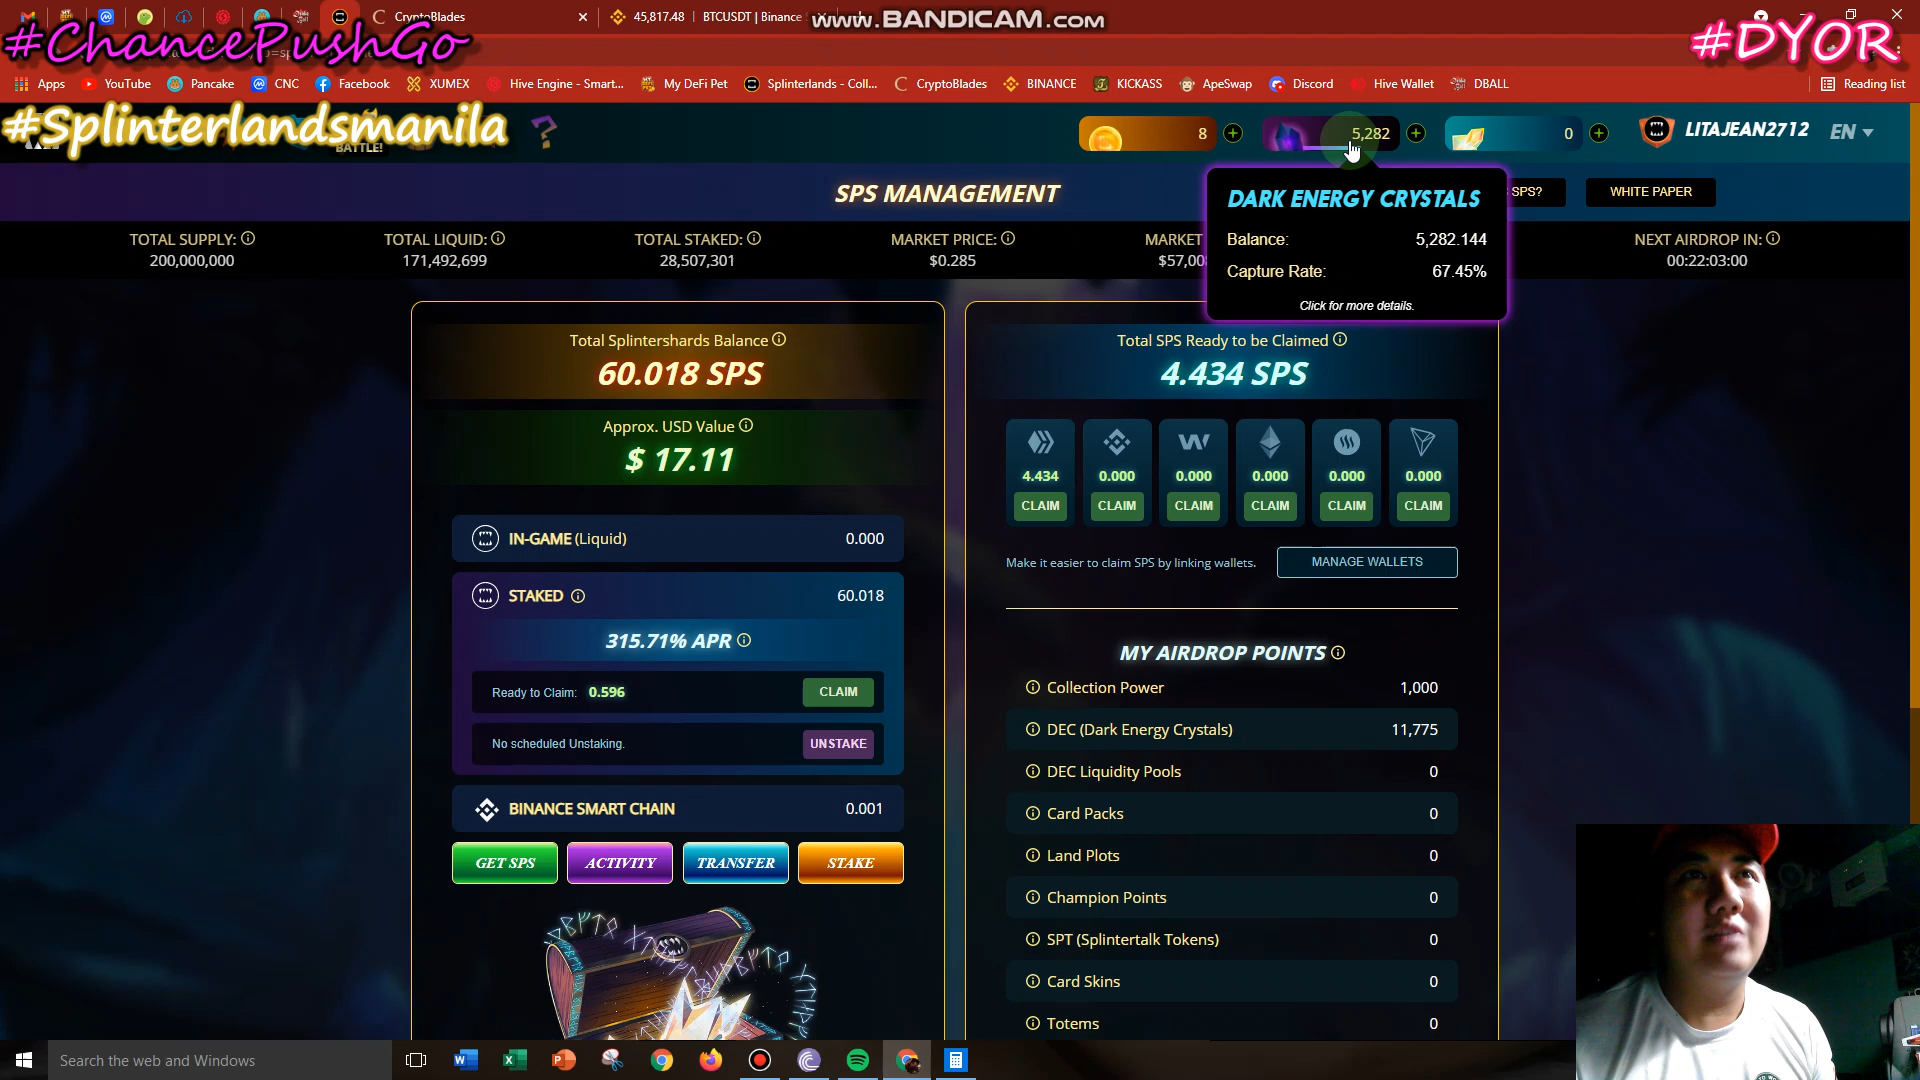 CryptoBlades
45,817.48 | BTCUSDT | Binance
www.BANDICAM.com
#ChancePushGo
#DYOR
Apps
YouTube
Pancake
CNC
Facebook
XUMEX
Hive Engine - Smart...
My DeFi Pet
Splinterlands - Coll...
CryptoBlades
BINANCE
KICKASS
ApeSwap
Discord
Hive Wallet
DBALL
Reading list
#Splinterlandsmanila
BATTLE!
8
5,282
0
LITAJEAN2712
EN
SPS MANAGEMENT
SPS?
WHITE PAPER
DARK ENERGY CRYSTALS
Balance: 5,282.144
Capture Rate: 67.45%
Click for more details.
TOTAL SUPPLY:
200,000,000
TOTAL LIQUID:
171,492,699
TOTAL STAKED:
28,507,301
MARKET PRICE:
$0.285
MARKET
$57,00
NEXT AIRDROP IN:
00:22:03:00
Total Splintershards Balance
60.018 SPS
Approx. USD Value
$ 17.11
IN-GAME (Liquid) 0.000
STAKED 60.018
315.71% APR
Ready to Claim: 0.596 CLAIM
No scheduled Unstaking. UNSTAKE
BINANCE SMART CHAIN 0.001
GET SPS ACTIVITY TRANSFER STAKE
Total SPS Ready to be Claimed
4.434 SPS
4.434 0.000 0.000 0.000 0.000 0.000
CLAIM CLAIM CLAIM CLAIM CLAIM CLAIM
Make it easier to claim SPS by linking wallets. MANAGE WALLETS
MY AIRDROP POINTS
Collection Power 1,000
DEC (Dark Energy Crystals) 11,775
DEC Liquidity Pools 0
Card Packs 0
Land Plots 0
Champion Points 0
SPT (Splintertalk Tokens) 0
Card Skins 0
Totems 0
Search the web and Windows